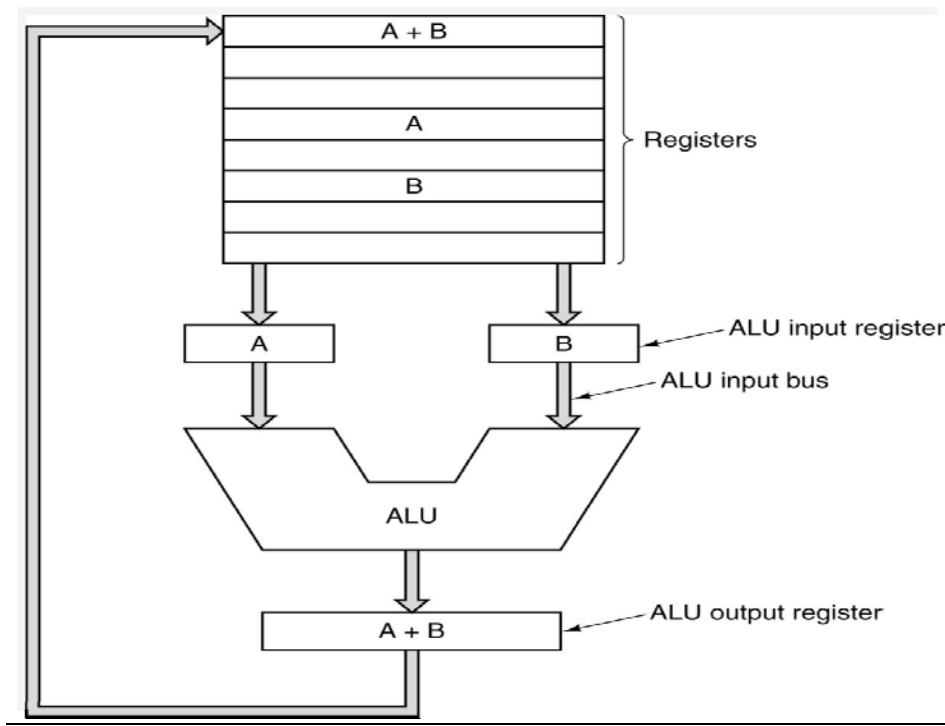 A + B
A
Registers
B
A
B
ALU input register
ALU input bus
ALU
A + B
ALU output register